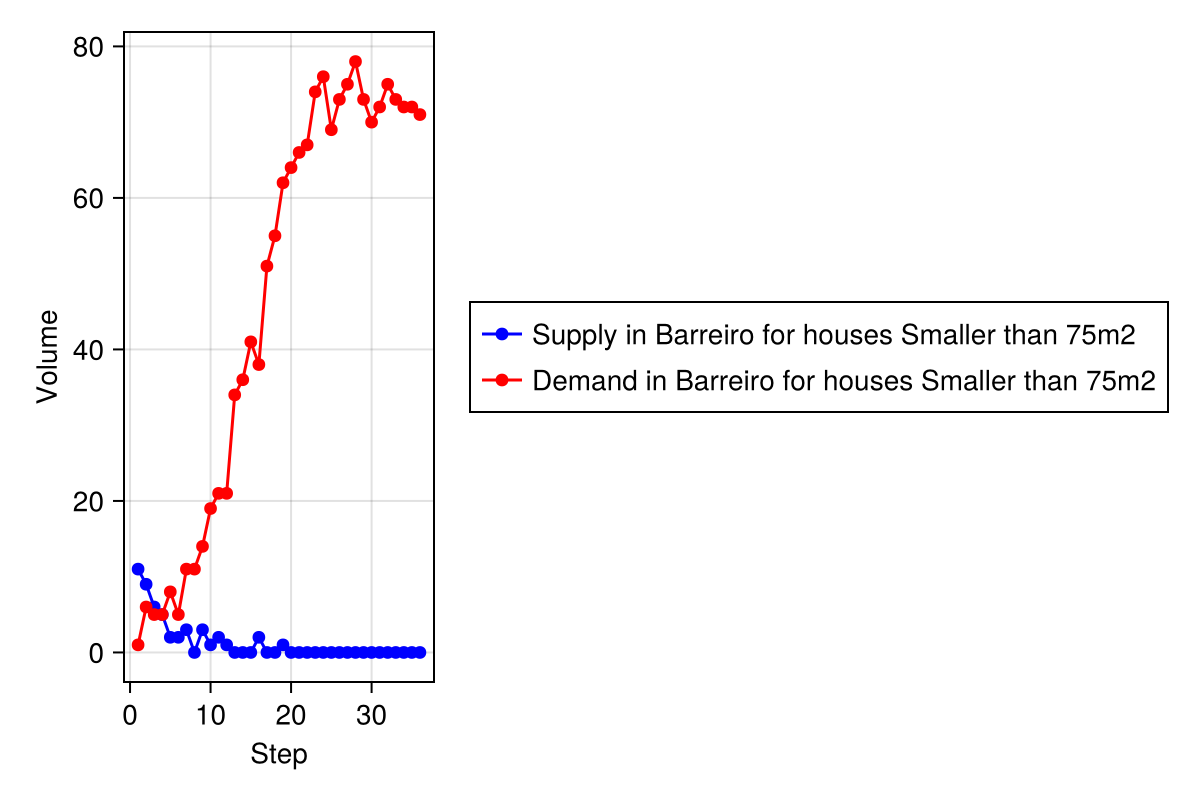 80
60
40
20
0
Volume
0 10 20 30
Step
Supply in Barreiro for houses Smaller than 75m2
Demand in Barreiro for houses Smaller than 75m2